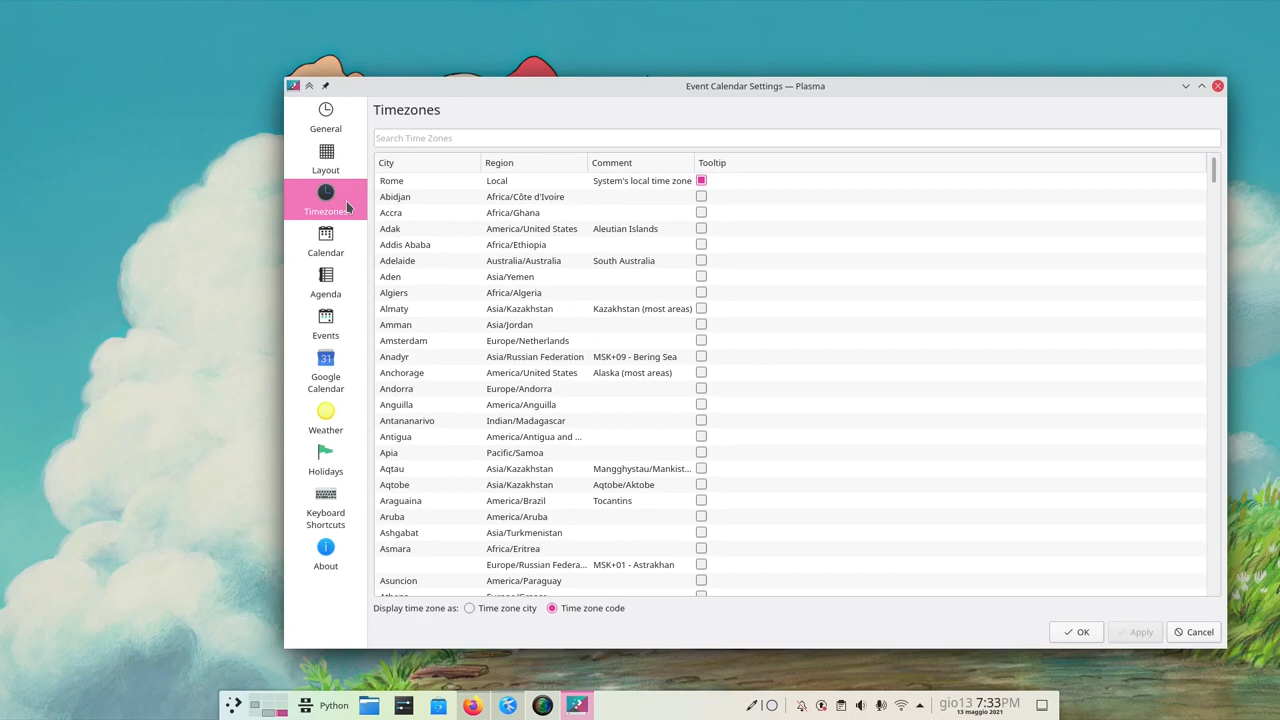 Event Calendar Settings — Plasma
General
Layout
Timezones
Calendar
Agenda
Events
31
Google
Calendar
Weather
Holidays
Keyboard
Shortcuts
About
Timezones
Search Time Zones
City Region Comment Tooltip
Rome Local System's local time zone
Abidjan Africa/Côte d'Ivoire
Accra Africa/Ghana
Adak America/United States Aleutian Islands
Addis Ababa Africa/Ethiopia
Adelaide Australia/Australia South Australia
Aden Asia/Yemen
Algiers Africa/Algeria
Almaty Asia/Kazakhstan Kazakhstan (most areas)
Amman Asia/Jordan
Amsterdam Europe/Netherlands
Anadyr Asia/Russian Federation MSK+09 - Bering Sea
Anchorage America/United States Alaska (most areas)
Andorra Europe/Andorra
Anguilla America/Anguilla
Antananarivo Indian/Madagascar
Antigua America/Antigua and ...
Apia Pacific/Samoa
Aqtau Asia/Kazakhstan Mangghystau/Mankist...
Aqtobe Asia/Kazakhstan Aqtobe/Aktobe
Araguaina America/Brazil Tocantins
Aruba America/Aruba
Ashgabat Asia/Turkmenistan
Asmara Africa/Eritrea
Europe/Russian Federa... MSK+01 - Astrakhan
Asuncion America/Paraguay
Display time zone as: Time zone city Time zone code
OK Apply Cancel
Python
gio13 7:33PM
13 maggio 2021